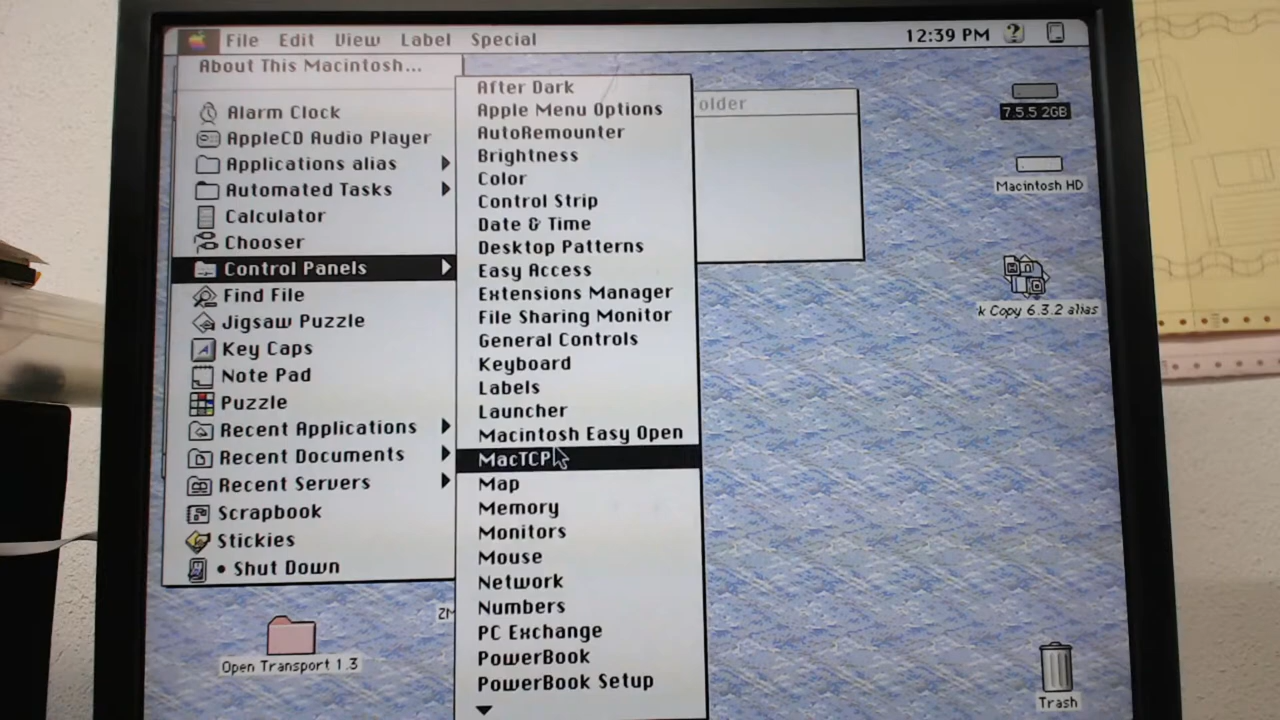 File Edit View Label Special 12:39 PM
About This Macintosh...
Alarm Clock
AppleCD Audio Player
Applications alias
Automated Tasks
Calculator
Chooser
Control Panels
Find File
Jigsaw Puzzle
Key Caps
Note Pad
Puzzle
Recent Applications
Recent Documents
Recent Servers
Scrapbook
Stickies
• Shut Down
After Dark
Apple Menu Options
AutoRemounter
Brightness
Color
Control Strip
Date & Time
Desktop Patterns
Easy Access
Extensions Manager
File Sharing Monitor
General Controls
Keyboard
Labels
Launcher
Macintosh Easy Open
MacTCP
Map
Memory
Monitors
Mouse
Network
Numbers
PC Exchange
PowerBook
PowerBook Setup
older
7.5.5 2GB
Macintosh HD
k Copy 6.3.2 alias
Open Transport 1.3
Trash